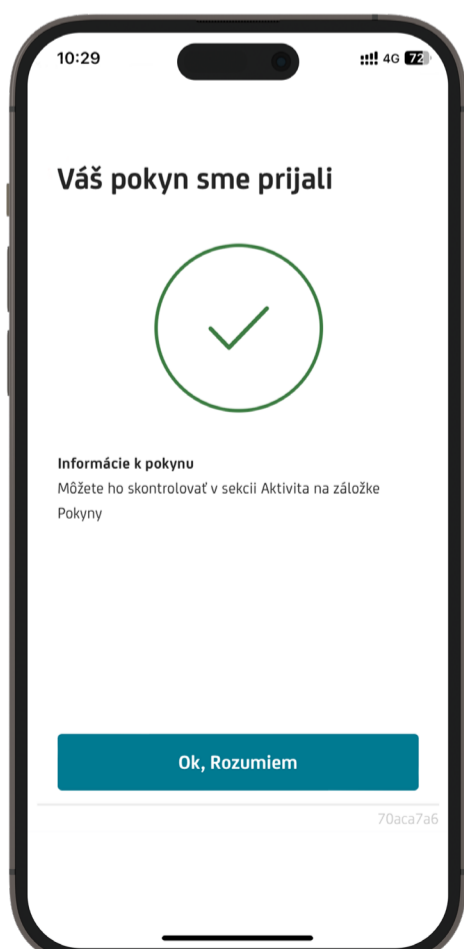 10:29
4G 72
Váš pokyn sme prijali
Informácie k pokynu
Môžete ho skontrolovať v sekcii Aktivita na záložke
Pokyny
Ok, Rozumiem
70aca7a6